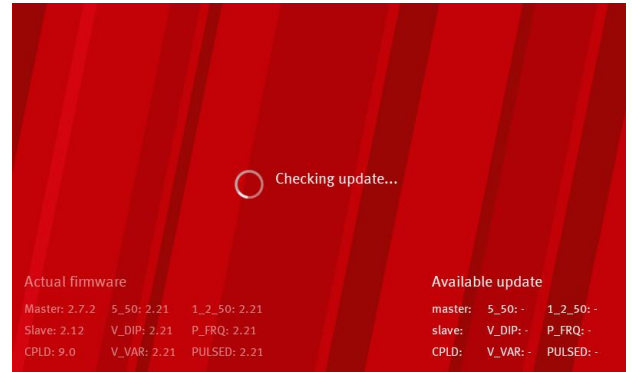 Checking update...
Actual firmware
Master: 2.7.2 5_50: 2.21 1_2_50: 2.21
Slave: 2.12 V_DIP: 2.21 P_FRQ: 2.21
CPLD: 9.0 V_VAR: 2.21 PULSED: 2.21
Available update
master: 5_50: - 1_2_50: -
slave: V_DIP: - P_FRQ: -
CPLD: V_VAR: - PULSED: -